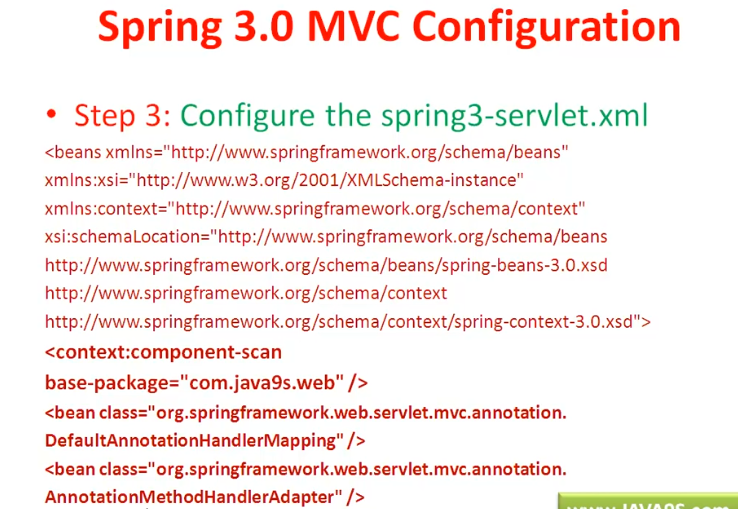 Spring 3.0 MVC Configuration
• Step 3: Configure the spring3-servlet.xml
<beans xmlns="http://www.springframework.org/schema/beans"
xmlns:xsi="http://www.w3.org/2001/XMLSchema-instance"
xmlns:context="http://www.springframework.org/schema/context"
xsi:schemaLocation="http://www.springframework.org/schema/beans
http://www.springframework.org/schema/beans/spring-beans-3.0.xsd
http://www.springframework.org/schema/context
http://www.springframework.org/schema/context/spring-context-3.0.xsd">
<context:component-scan
base-package="com.java9s.web" />
<bean class="org.springframework.web.servlet.mvc.annotation.
DefaultAnnotationHandlerMapping" />
<bean class="org.springframework.web.servlet.mvc.annotation.
AnnotationMethodHandlerAdapter" />
www.JAVA9S.com